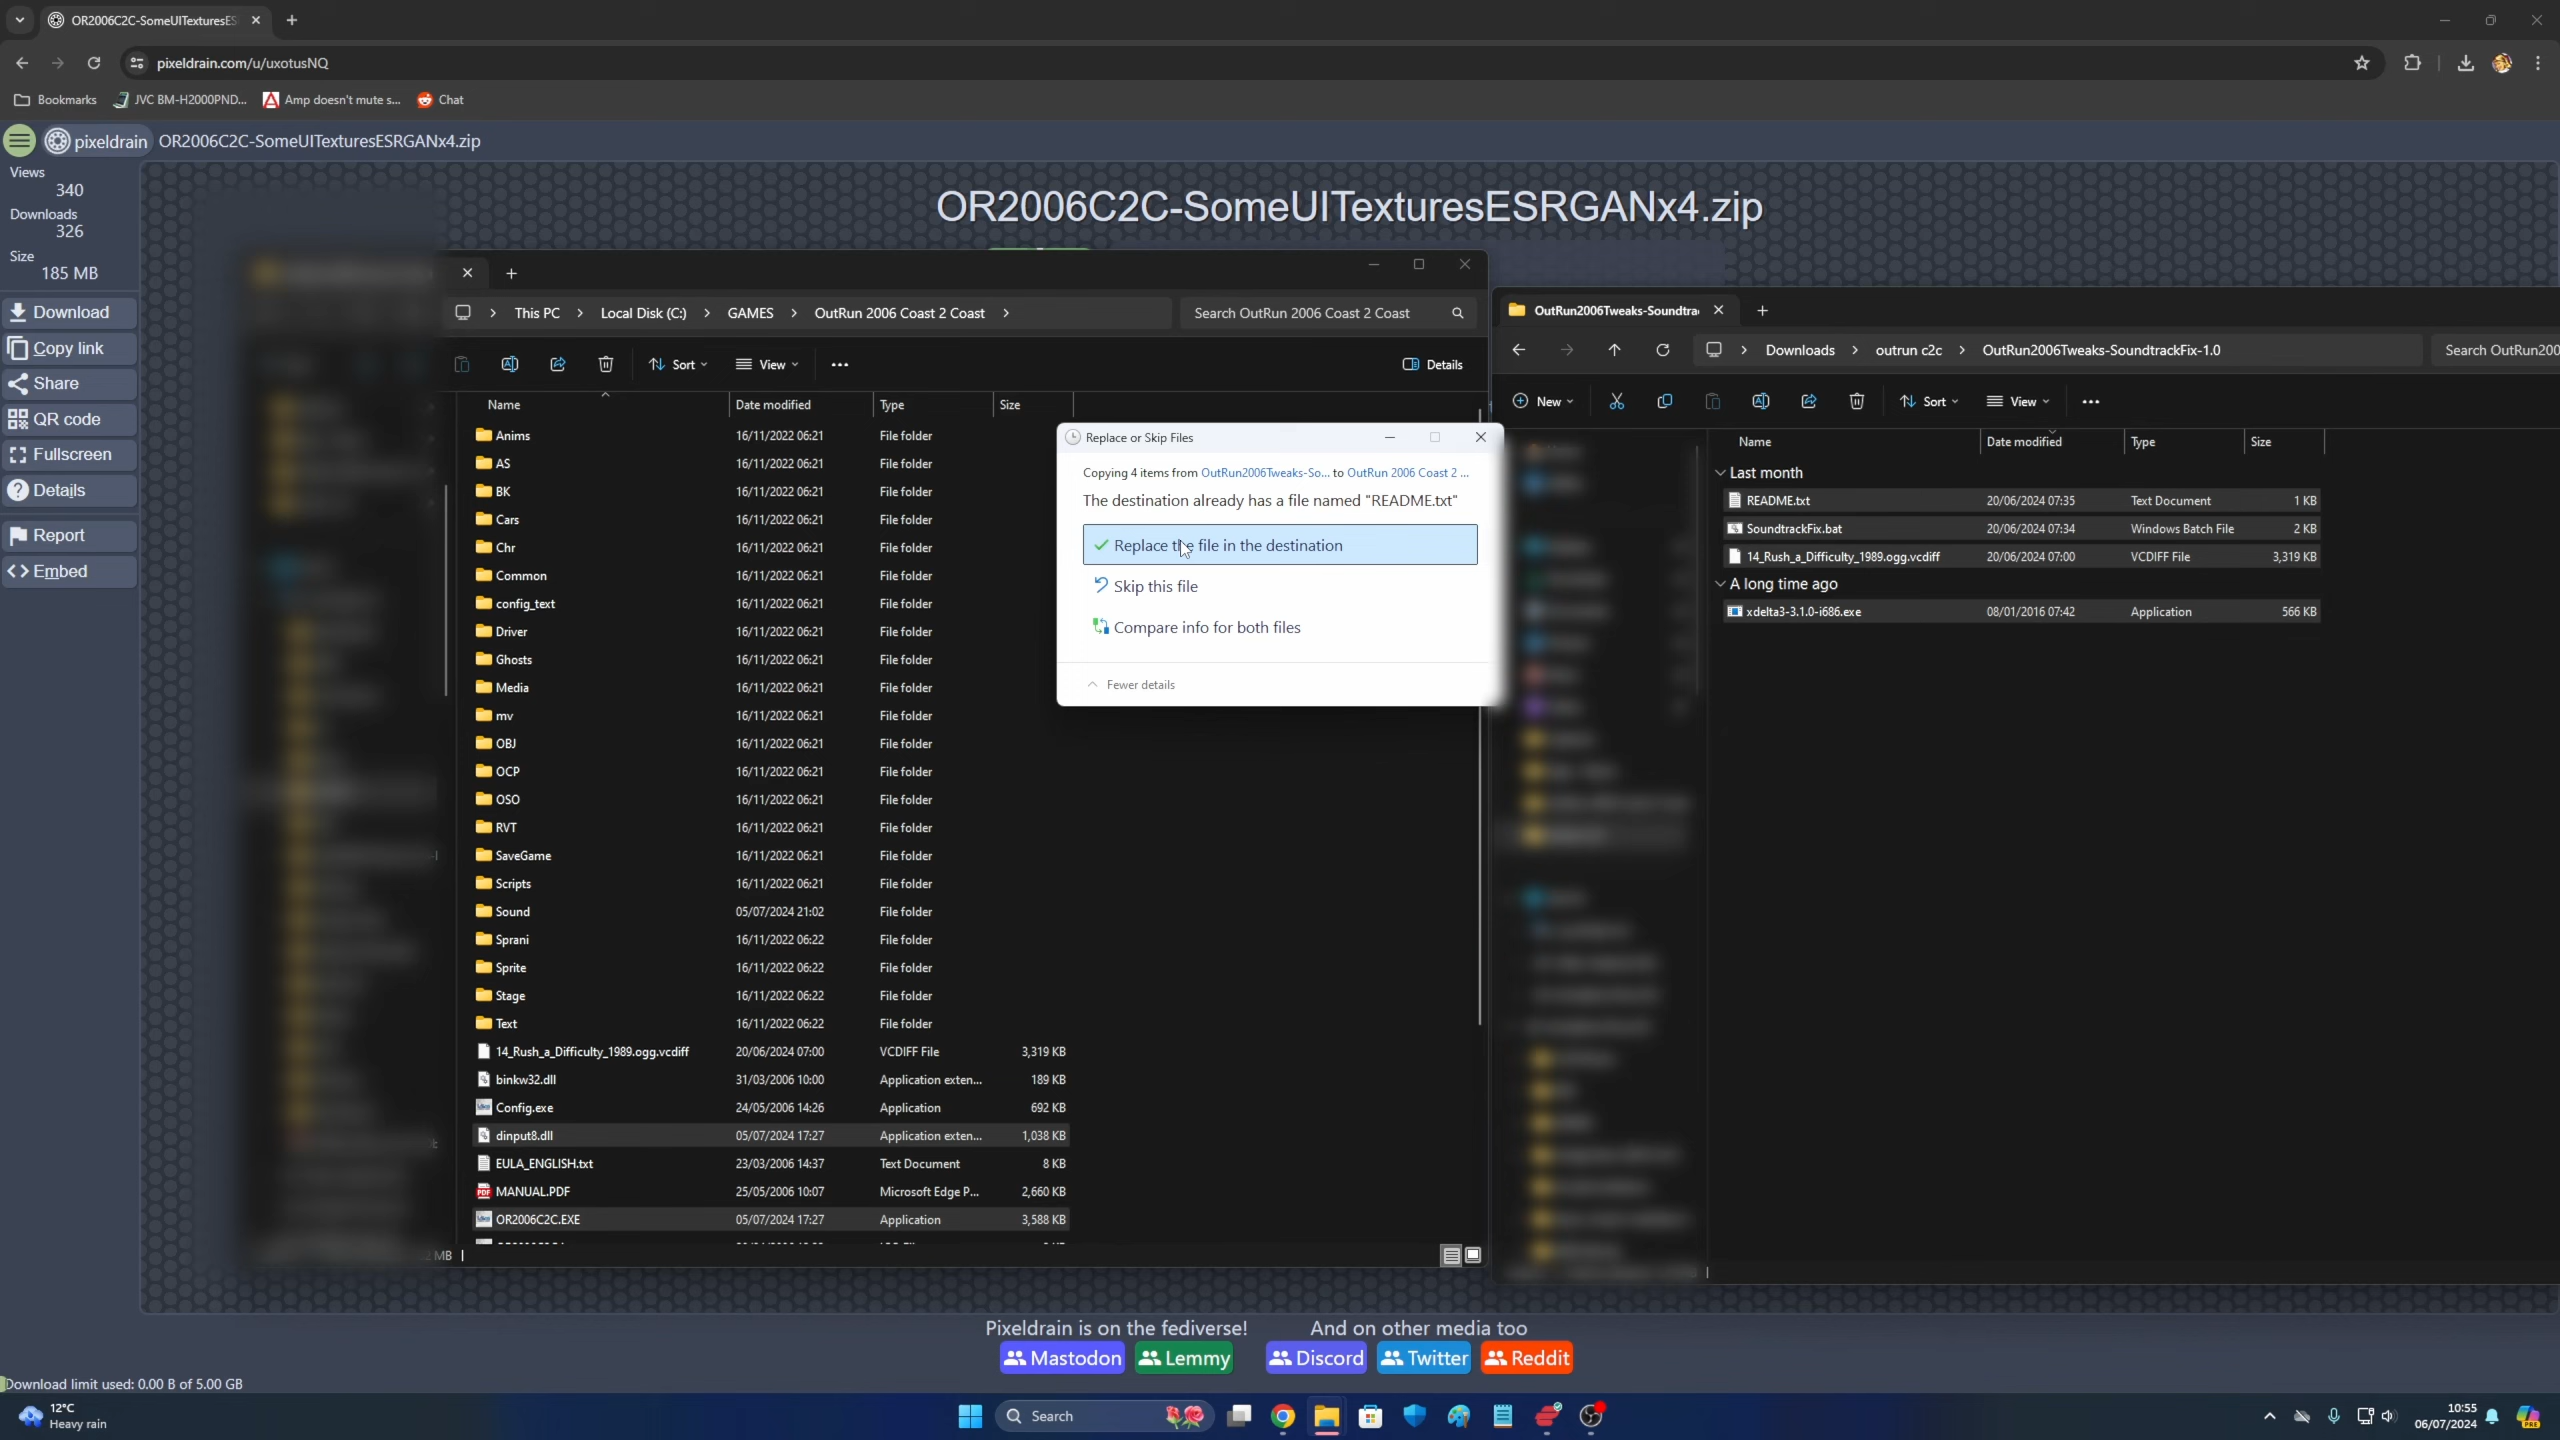 OR2006C2C-SomeUITexturesES
pixeldrain.com/u/uxotusNQ
Bookmarks
JVC BM-H2000PND...
Amp doesn't mute s...
Chat
pixeldrain
OR2006C2C-SomeUITexturesESRGANx4.zip
Views
340
Downloads
326
Size
185 MB
Download
Copy link
Share
QR code
Fullscreen
Details
Report
Embed
OR2006C2C-SomeUITexturesESRGANx4.zip
This PC > Local Disk (C:) > GAMES > OutRun 2006 Coast 2 Coast >
Search OutRun 2006 Coast 2 Coast
Sort
View
Details
Name Date modified Type Size
Anims 16/11/2022 06:21 File folder
AS 16/11/2022 06:21 File folder
BK 16/11/2022 06:21 File folder
Cars 16/11/2022 06:21 File folder
Chr 16/11/2022 06:21 File folder
Common 16/11/2022 06:21 File folder
config_text 16/11/2022 06:21 File folder
Driver 16/11/2022 06:21 File folder
Ghosts 16/11/2022 06:21 File folder
Media 16/11/2022 06:21 File folder
mv 16/11/2022 06:21 File folder
OBJ 16/11/2022 06:21 File folder
OCP 16/11/2022 06:21 File folder
OSO 16/11/2022 06:21 File folder
RVT 16/11/2022 06:21 File folder
SaveGame 16/11/2022 06:21 File folder
Scripts 16/11/2022 06:21 File folder
Sound 05/07/2024 21:02 File folder
Sprani 16/11/2022 06:22 File folder
Sprite 16/11/2022 06:22 File folder
Stage 16/11/2022 06:22 File folder
Text 16/11/2022 06:22 File folder
14_Rush_a_Difficulty_1989.ogg.vcdiff 20/06/2024 07:00 VCDIFF File 3,319 KB
binkw32.dll 31/03/2006 10:00 Application exten... 189 KB
Config.exe 24/05/2006 14:26 Application 692 KB
dinput8.dll 05/07/2024 17:27 Application exten... 1,038 KB
EULA_ENGLISH.txt 23/03/2006 14:37 Text Document 8 KB
MANUAL.PDF 25/05/2006 10:07 Microsoft Edge P... 2,660 KB
OR2006C2C.EXE 05/07/2024 17:27 Application 3,588 KB
MB
Replace or Skip Files
Copying 4 items from OutRun2006Tweaks-So... to OutRun 2006 Coast 2 ...
The destination already has a file named "README.txt"
Replace the file in the destination
Skip this file
Compare info for both files
Fewer details
OutRun2006Tweaks-Soundtra
Downloads > outrun c2c > OutRun2006Tweaks-SoundtrackFix-1.0
Search OutRun200
New
Sort
View
Name Date modified Type Size
Last month
README.txt 20/06/2024 07:35 Text Document 1 KB
SoundtrackFix.bat 20/06/2024 07:34 Windows Batch File 2 KB
14_Rush_a_Difficulty_1989.ogg.vcdiff 20/06/2024 07:00 VCDIFF File 3,319 KB
A long time ago
xdelta3-3.1.0-i686.exe 08/01/2016 07:42 Application 566 KB
Pixeldrain is on the fediverse!
And on other media too
Mastodon
Lemmy
Discord
Twitter
Reddit
Download limit used: 0.00 B of 5.00 GB
12°C
Heavy rain
Search
10:55
06/07/2024
PRE